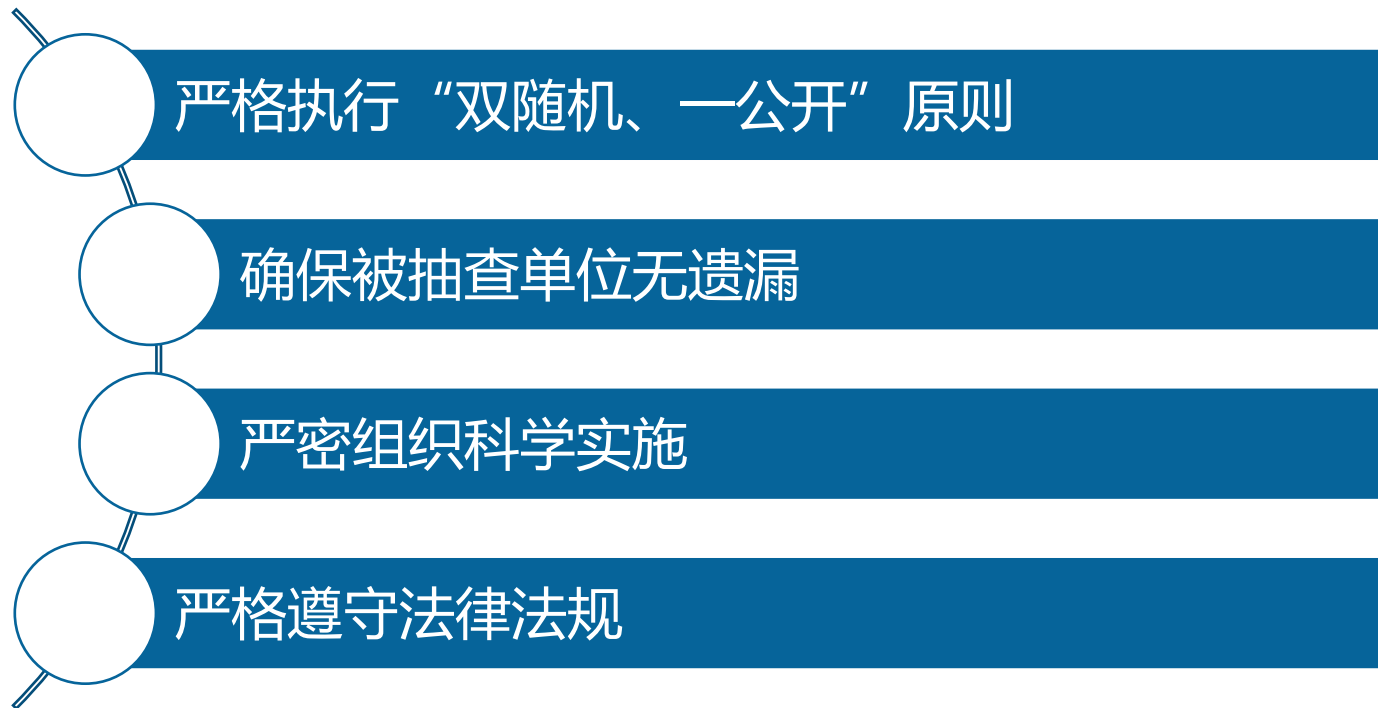 严格执行“双随机、一公开”原则
确保被抽查单位无遗漏
严密组织科学实施
严格遵守法律法规